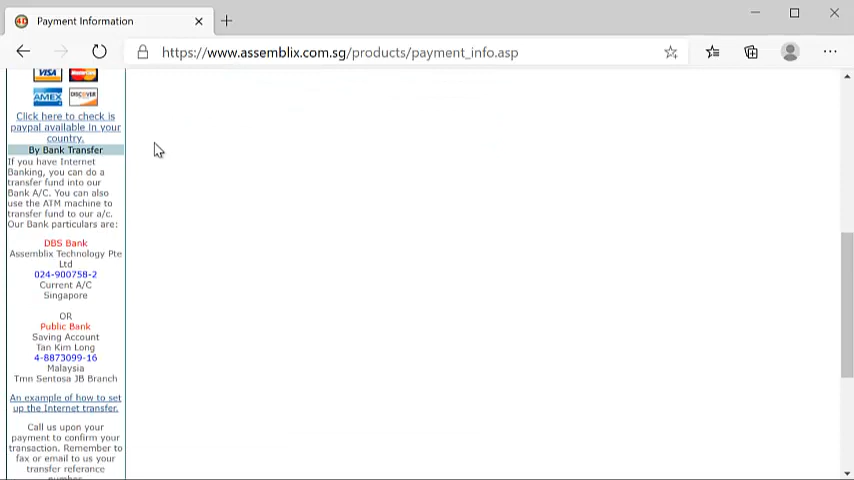 Payment Information
https://www.assemblix.com.sg/products/payment_info.asp
VISA MasterCard
AMEX DISCOVER
Click here to check is
paypal available in your
country.
By Bank Transfer
If you have Internet
Banking, you can do a
transfer fund into our
Bank A/C. You can also
use the ATM machine to
transfer fund to our a/c.
Our Bank particulars are:
DBS Bank
Assemblix Technology Pte
Ltd
024-900758-2
Current A/C
Singapore
OR
Public Bank
Saving Account
Tan Kim Long
4-8873099-16
Malaysia
Tmn Sentosa JB Branch
An example of how to set
up the Internet transfer.
Call us upon your
payment to confirm your
transaction. Remember to
fax or email to us your
transfer referance